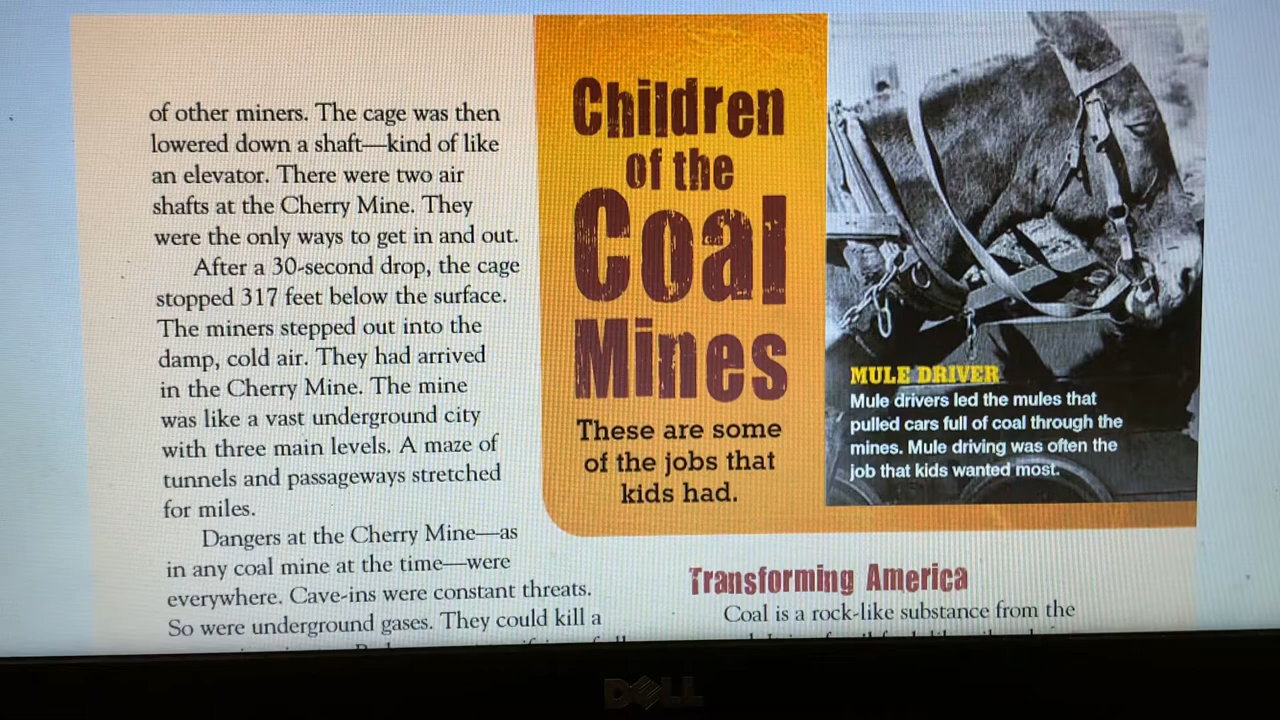 of other miners. The cage was then
lowered down a shaft—kind of like
an elevator. There were two air
shafts at the Cherry Mine. They
were the only ways to get in and out.
After a 30-second drop, the cage
stopped 317 feet below the surface.
The miners stepped out into the
damp, cold air. They had arrived
in the Cherry Mine. The mine
was like a vast underground city
with three main levels. A maze of
tunnels and passageways stretched
for miles.
Dangers at the Cherry Mine—as
in any coal mine at the time—were
everywhere. Cave-ins were constant threats.
So were underground gases. They could kill a
Children
of the
Coal
Mines
These are some
of the jobs that
kids had.
MULE DRIVER
Mule drivers led the mules that
pulled cars full of coal through the
mines. Mule driving was often the
job that kids wanted most.
Transforming America
Coal is a rock-like substance from the
DELL